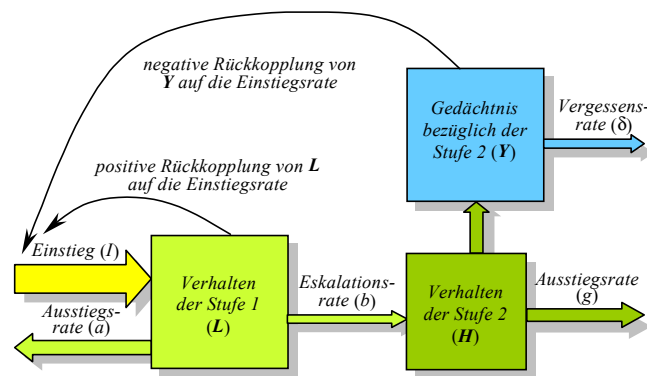 negative Rückkopplung von
Y auf die Einstiegsrate
Gedächtnis
bezüglich der
Stufe 2 (Y)
Vergessens-
rate (δ)
positive Rückkopplung von L
auf die Einstiegsrate
Einstieg (I)
Ausstiegs-
rate (a)
Verhalten
der Stufe 1
(L)
Eskalations-
rate (b)
Verhalten
der Stufe 2
(H)
Ausstiegsrate
(g)